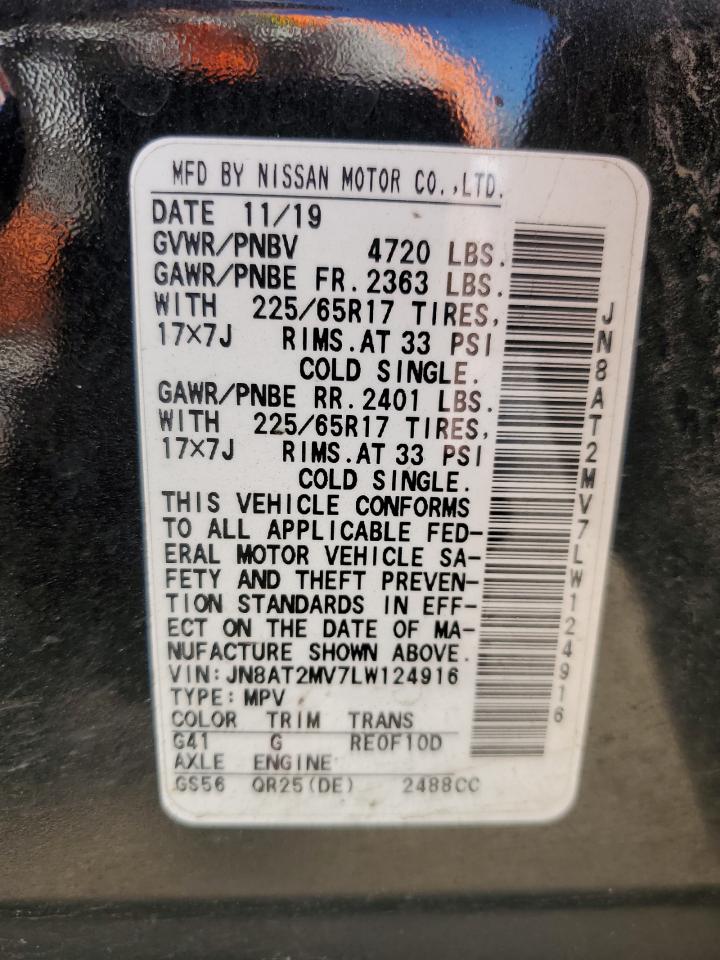 MFD BY NISSAN MOTOR CO.,LTD.
DATE 11/19
GVWR/PNBV 4720 LBS.
GAWR/PNBE FR.2363 LBS.
WITH 225/65R17 TIRES,
17×7J RIMS.AT 33 PSI
COLD SINGLE.
GAWR/PNBE RR.2401 LBS.
WITH 225/65R17 TIRES,
17×7J RIMS.AT 33 PSI
COLD SINGLE.
THIS VEHICLE CONFORMS
TO ALL APPLICABLE FED-
ERAL MOTOR VEHICLE SA-
FETY AND THEFT PREVEN-
TION STANDARDS IN EFF-
ECT ON THE DATE OF MA-
NUFACTURE SHOWN ABOVE.
VIN:JN8AT2MV7LW124916
TYPE:MPV
COLOR TRIM TRANS
G41 G RE0F10D
AXLE ENGINE
GS56 QR25(DE) 2488CC
JN8AT2MV7LW124916